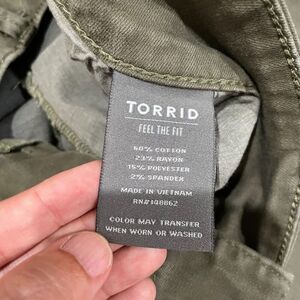 TORRID
FEEL THE FIT
60% COTTON
23% RAYON
15% POLYESTER
2% SPANDEX
MADE IN VIETNAM
RN#148862
COLOR MAY TRANSFER
WHEN WORN OR WASHED